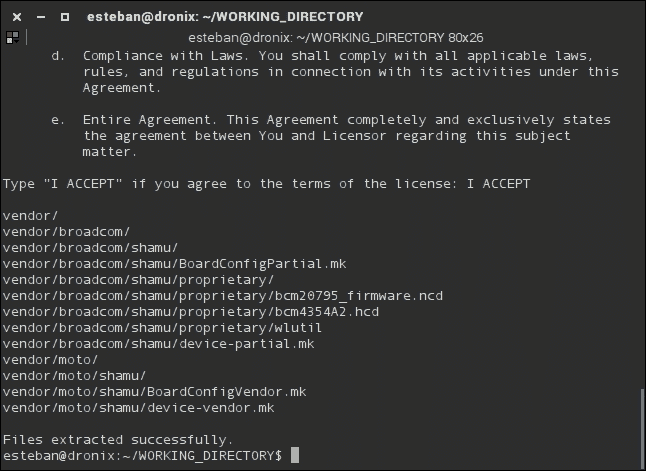 esteban@dronix: ~/WORKING_DIRECTORY
esteban@dronix: ~/WORKING_DIRECTORY 80x26
d. Compliance with Laws. You shall comply with all applicable laws,
rules, and regulations in connection with its activities under this
Agreement.
e. Entire Agreement. This Agreement completely and exclusively states
the agreement between You and Licensor regarding this subject
matter.
Type "I ACCEPT" if you agree to the terms of the license: I ACCEPT
vendor/
vendor/broadcom/
vendor/broadcom/shamu/
vendor/broadcom/shamu/BoardConfigPartial.mk
vendor/broadcom/shamu/proprietary/
vendor/broadcom/shamu/proprietary/bcm20795_firmware.ncd
vendor/broadcom/shamu/proprietary/bcm4354A2.hcd
vendor/broadcom/shamu/proprietary/wlutil
vendor/broadcom/shamu/device-partial.mk
vendor/moto/
vendor/moto/shamu/
vendor/moto/shamu/BoardConfigVendor.mk
vendor/moto/shamu/device-vendor.mk
Files extracted successfully.
esteban@dronix:~/WORKING_DIRECTORY$